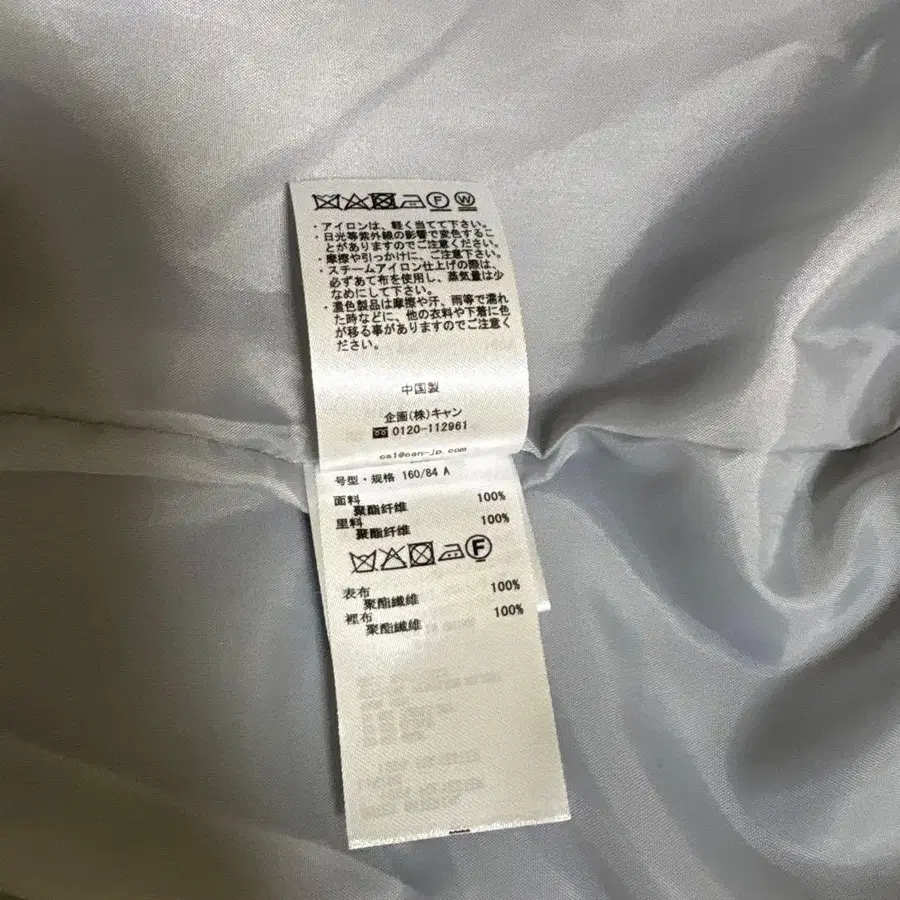 ・アイロンは、軽く当てて下さい。
・日光等紫外線の影響で変色するこ
とがありますのでご注意ください。
・摩擦や引っかけに、ご注意下さい。
・スチームアイロン仕上げの際は、
必ずあて布を使用し、蒸気量は少
なめにして下さい。
・濃色製品は摩擦や汗、雨等で濡れ
た時などに、他の衣料や下着に色
が移る事がありますのでご注意く
ださい。
中国製
企画(株)キャン
0120-112961
号型・规格 160/84 A
面料 100%
聚酯纤维
里料 100%
聚酯纤维
F
表布 100%
聚酯纖維
裡布 100%
聚酯纖維